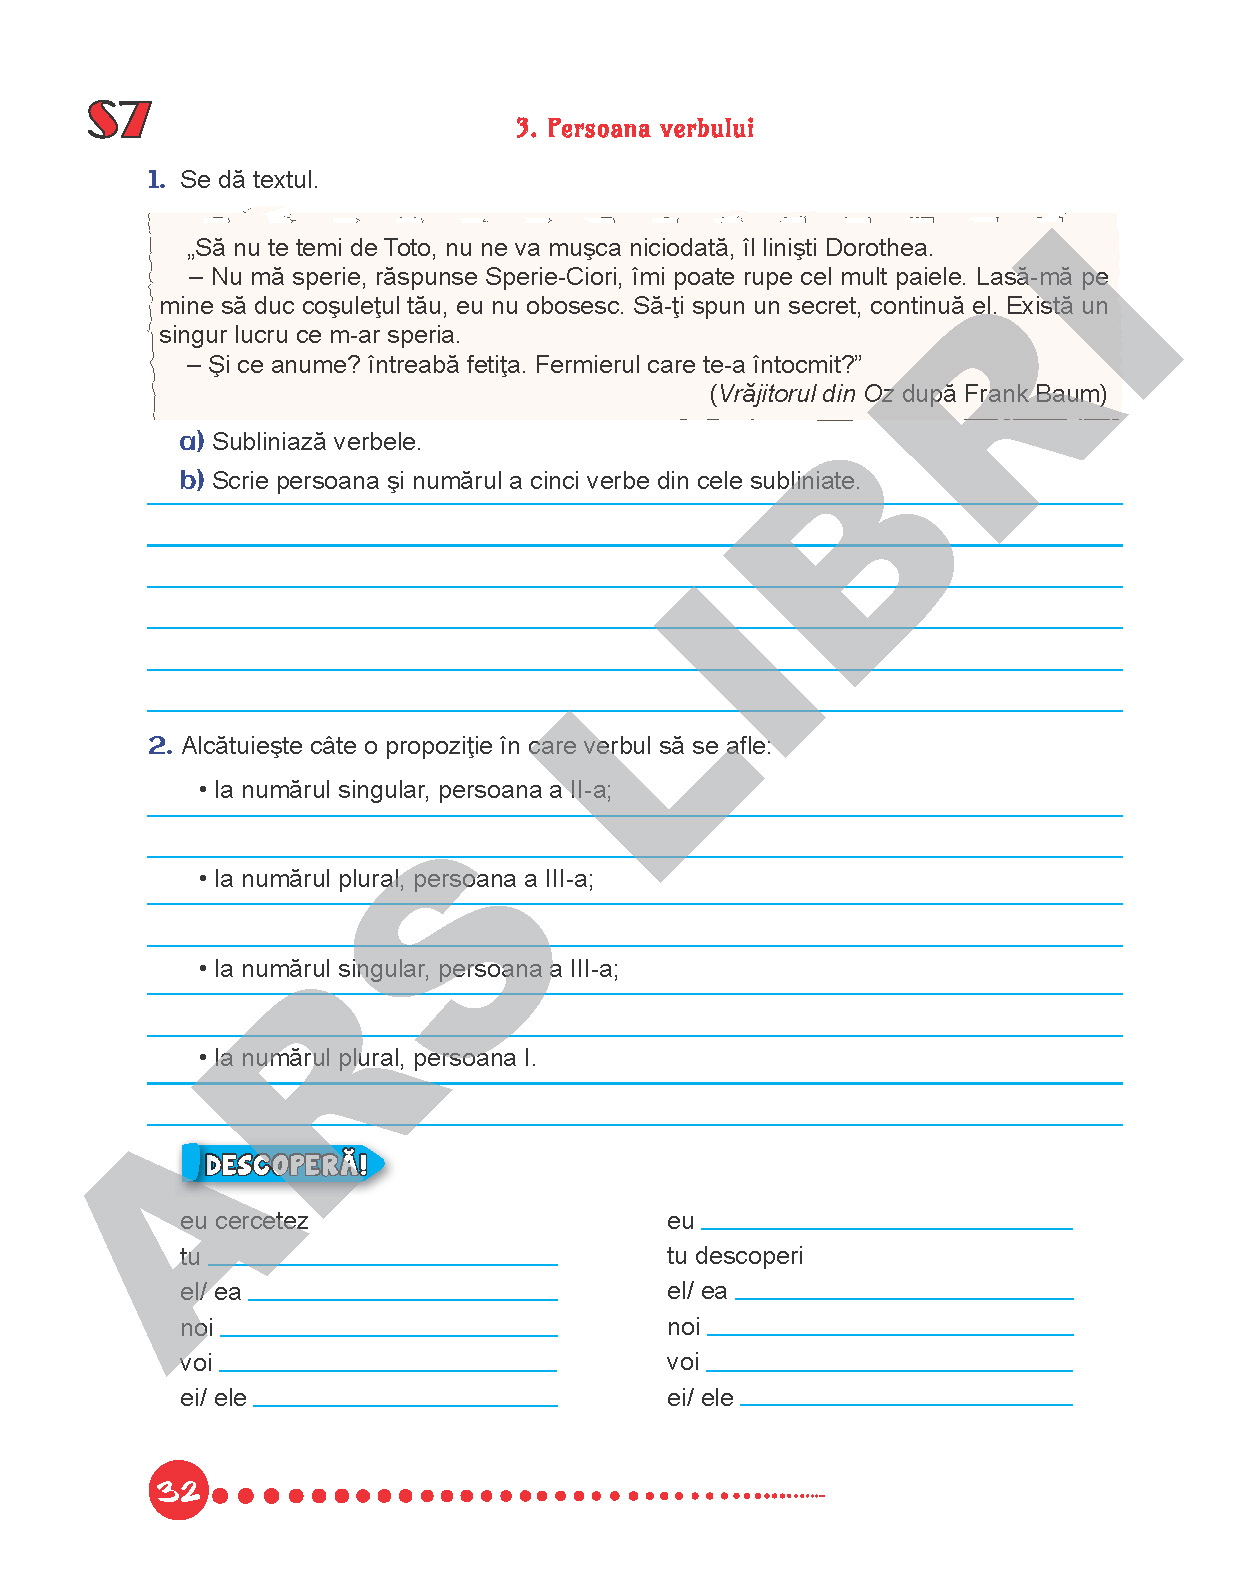 S7
3. Persoana verbului
1. Se dă textul.
„Să nu te temi de Toto, nu ne va muşca niciodată, îl linişti Dorothea.
– Nu mă sperie, răspunse Sperie-Ciori, îmi poate rupe cel mult paiele. Lasă-mă pe
mine să duc coşuleţul tău, eu nu obosesc. Să-ţi spun un secret, continuă el. Există un
singur lucru ce m-ar speria.
– Şi ce anume? întreabă fetiţa. Fermierul care te-a întocmit?”
(Vrăjitorul din Oz după Frank Baum)
a) Subliniază verbele.
b) Scrie persoana şi numărul a cinci verbe din cele subliniate.
2. Alcătuieşte câte o propoziţie în care verbul să se afle:
• la numărul singular, persoana a II-a;
• la numărul plural, persoana a III-a;
• la numărul singular, persoana a III-a;
• la numărul plural, persoana I.
DESCOPERĂ!
eu cercetez
tu
el/ ea
noi
voi
ei/ ele
eu
tu descoperi
el/ ea
noi
voi
ei/ ele
32
ARS LIBRI